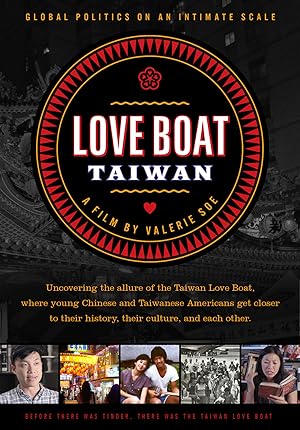 GLOBAL POLITICS ON AN INTIMATE SCALE
LOVE BOAT
TAIWAN
A FILM BY VALERIE SOE
Uncovering the allure of the Taiwan Love Boat,
where young Chinese and Taiwanese Americans get closer
to their history, their culture, and each other.
BEFORE THERE WAS TINDER, THERE WAS THE TAIWAN LOVE BOAT